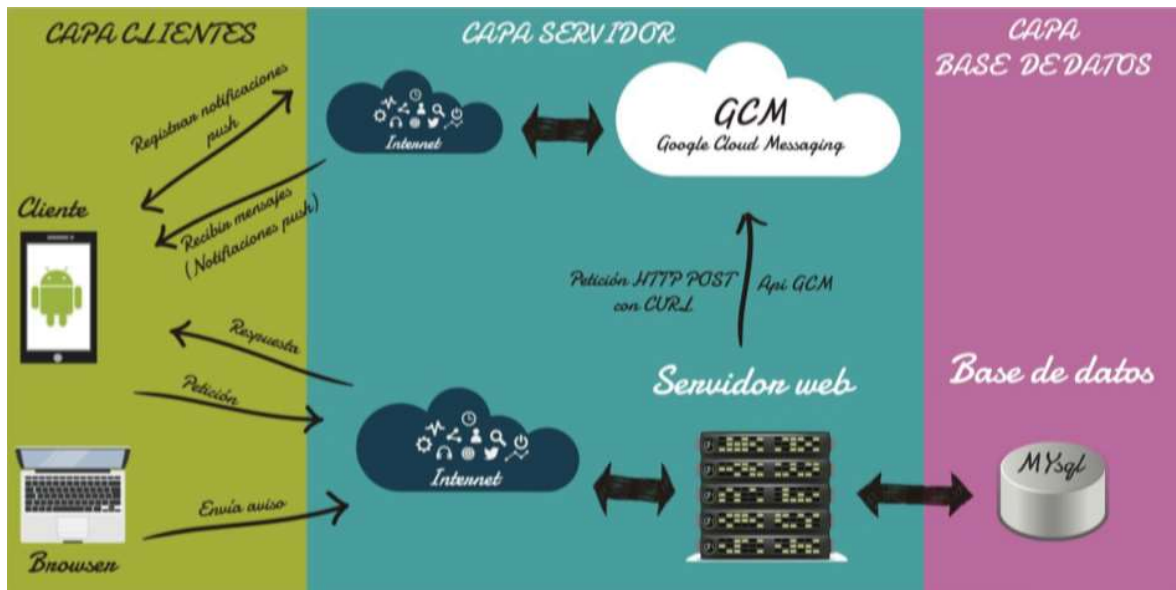 CAPA CLIENTES
CAPA SERVIDOR
CAPA
BASE DE DATOS
Registrar notificaciones
push
Internet
GCM
Google Cloud Messaging
Cliente
Recibir mensajes
(Notifiaciones push)
Petición HTTP POST
con CURL
Api GCM
Respuesta
Petición
Servidor web
Base de datos
Internet
MYsql
Envía aviso
Browser